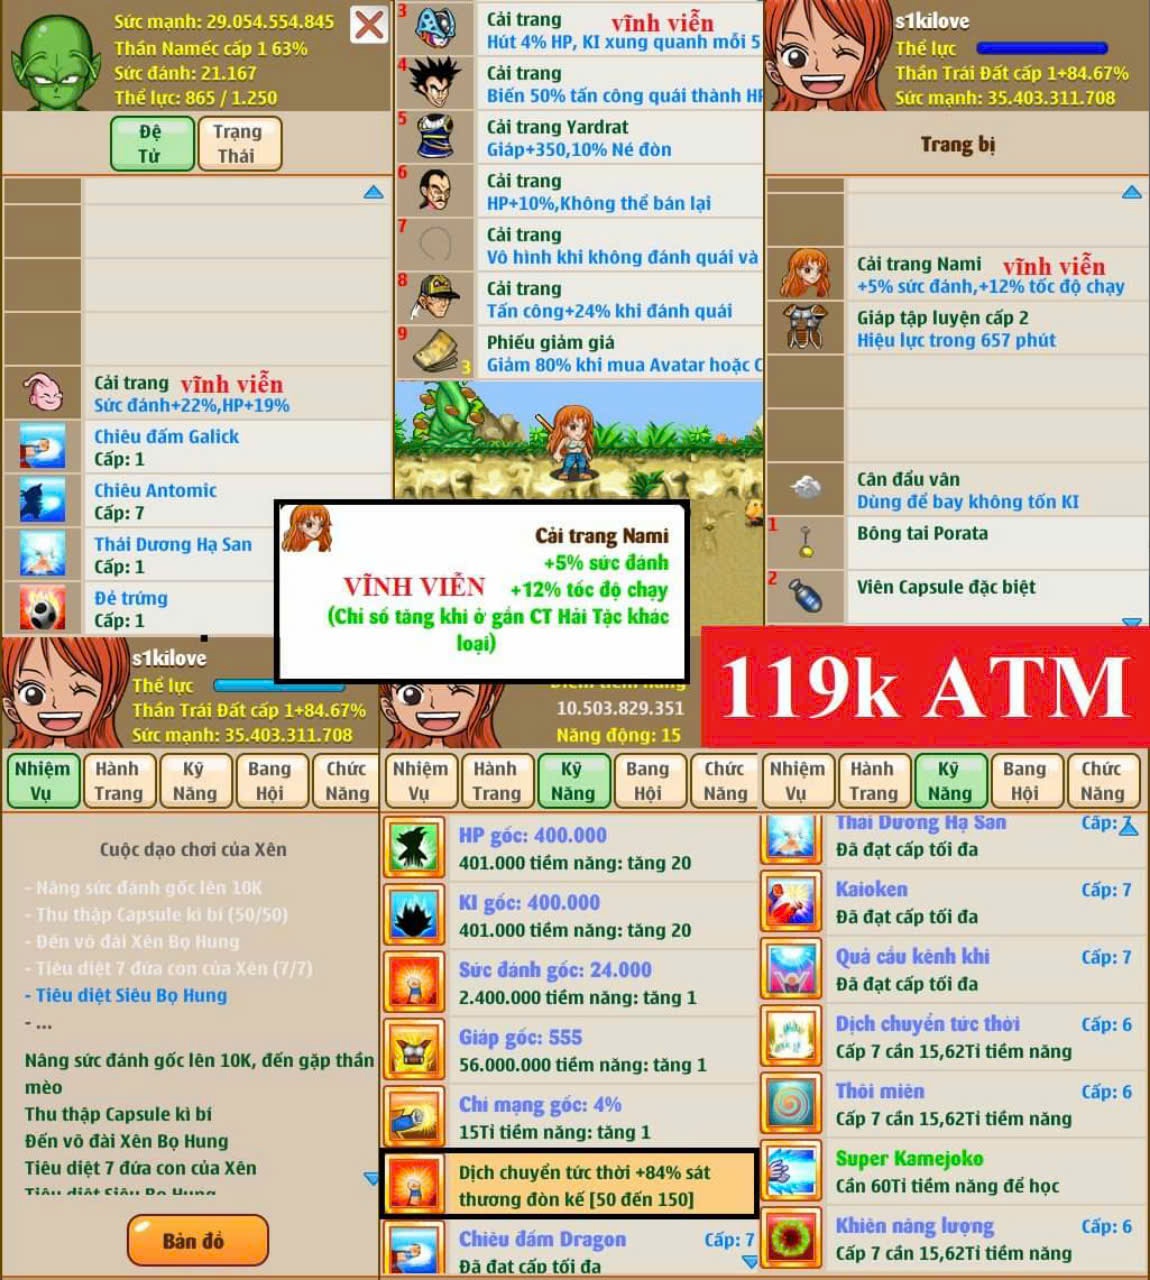 Sức mạnh: 29.054.554.845
Thần Namếc cấp 1 63%
Sức đánh: 21.167
Thể lực: 865 / 1.250
Đệ
Tử
Trạng
Thái
Cải trang vĩnh viễn
Sức đánh+22%,HP+19%
Chiêu đấm Galick
Cấp: 1
Chiêu Antomic
Cấp: 7
Thái Dương Hạ San
Cấp: 1
Đẻ trứng
Cấp: 1
3
Cải trang vĩnh viễn
Hút 4% HP, KI xung quanh mỗi 5
4
Cải trang
Biến 50% tấn công quái thành HP
5
Cải trang Yardrat
Giáp+350,10% Né đòn
6
Cải trang
HP+10%,Không thể bán lại
7
Cải trang
Vô hình khi không đánh quái và
8
Cải trang
Tấn công+24% khi đánh quái
9
Phiếu giảm giá
3
Giảm 80% khi mua Avatar hoặc C
s1kilove
Thể lực
Thần Trái Đất cấp 1+84.67%
Sức mạnh: 35.403.311.708
Trang bị
Cải trang Nami vĩnh viễn
+5% sức đánh,+12% tốc độ chạy
Giáp tập luyện cấp 2
Hiệu lực trong 657 phút
Cân đẩu vân
Dùng để bay không tốn KI
1
Bông tai Porata
2
Viên Capsule đặc biệt
Cải trang Nami
+5% sức đánh
VĨNH VIỄN +12% tốc độ chạy
(Chỉ số tăng khi ở gần CT Hải Tặc khác
loại)
119k ATM
s1kilove
Thể lực
Thần Trái Đất cấp 1+84.67%
Sức mạnh: 35.403.311.708
Nhiệm
Vụ
Hành
Trang
Kỹ
Năng
Bang
Hội
Chức
Năng
Cuộc dạo chơi của Xên
- Nâng sức đánh gốc lên 10K
- Thu thập Capsule kì bí (50/50)
- Đến võ đài Xên Bọ Hung
- Tiêu diệt 7 đứa con của Xên (7/7)
- Tiêu diệt Siêu Bọ Hung
- ...
Nâng sức đánh gốc lên 10K, đến gặp thần
mèo
Thu thập Capsule kì bí
Đến võ đài Xên Bọ Hung
Tiêu diệt 7 đứa con của Xên
Tiêu diệt Siêu Bọ Hung
Bản đồ
Điểm tiềm năng
10.503.829.351
Năng động: 15
Nhiệm
Vụ
Hành
Trang
Kỹ
Năng
Bang
Hội
Chức
Năng
HP gốc: 400.000
401.000 tiềm năng: tăng 20
KI gốc: 400.000
401.000 tiềm năng: tăng 20
Sức đánh gốc: 24.000
2.400.000 tiềm năng: tăng 1
Giáp gốc: 555
56.000.000 tiềm năng: tăng 1
Chí mạng gốc: 4%
15Tỉ tiềm năng: tăng 1
Dịch chuyển tức thời +84% sát
thương đòn kế [50 đến 150]
Chiêu đấm Dragon Cấp: 7
Đã đạt cấp tối đa
Nhiệm
Vụ
Hành
Trang
Kỹ
Năng
Bang
Hội
Chức
Năng
Thái Dương Hạ San Cấp: 7
Đã đạt cấp tối đa
Kaioken Cấp: 7
Đã đạt cấp tối đa
Quả cầu kênh khi Cấp: 7
Đã đạt cấp tối đa
Dịch chuyển tức thời Cấp: 6
Cấp 7 cần 15,62Tỉ tiềm năng
Thôi miên Cấp: 6
Cấp 7 cần 15,62Tỉ tiềm năng
Super Kamejoko
Cần 60Tỉ tiềm năng để học
Khiên năng lượng Cấp: 6
Cấp 7 cần 15,62Tỉ tiềm năng